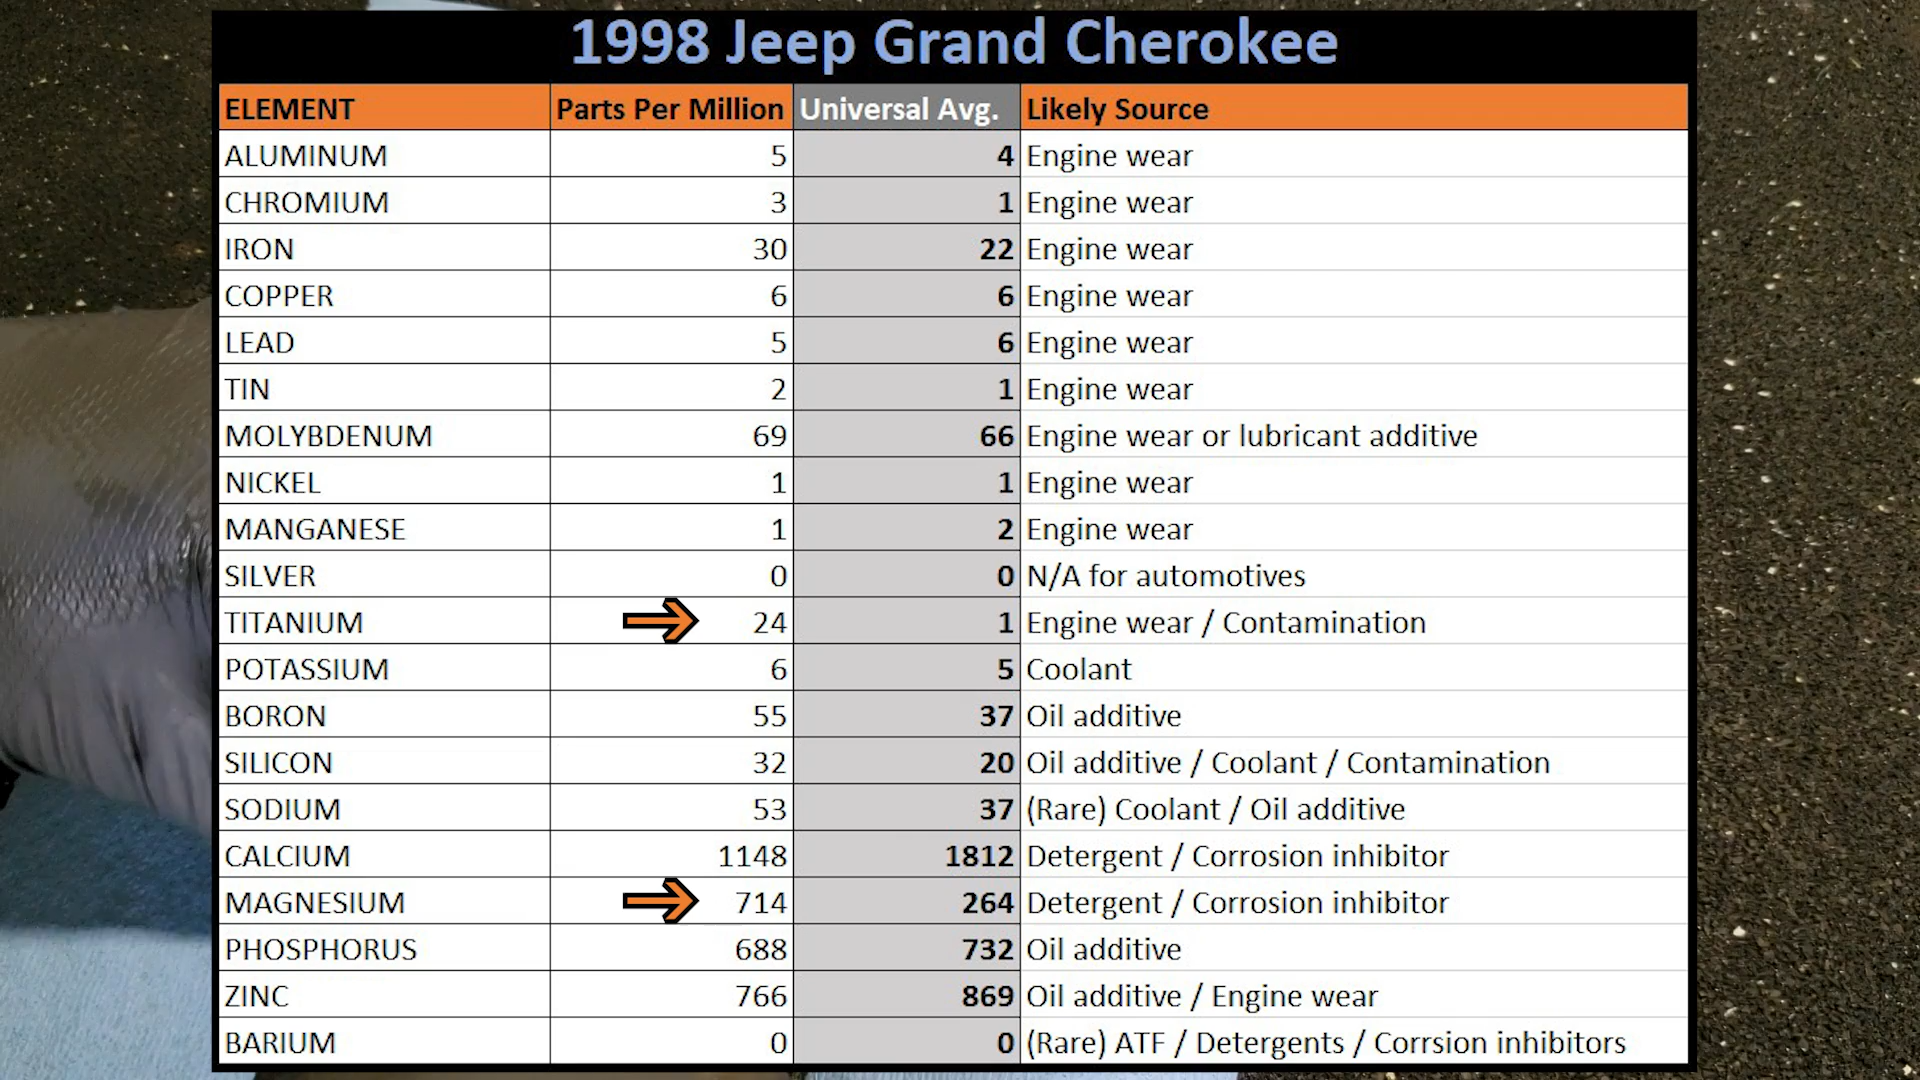 1998 Jeep Grand Cherokee
ELEMENT Parts Per Million Universal Avg. Likely Source
ALUMINUM 5 4 Engine wear
CHROMIUM 3 1 Engine wear
IRON 30 22 Engine wear
COPPER 6 6 Engine wear
LEAD 5 6 Engine wear
TIN 2 1 Engine wear
MOLYBDENUM 69 66 Engine wear or lubricant additive
NICKEL 1 1 Engine wear
MANGANESE 1 2 Engine wear
SILVER 0 0 N/A for automotives
TITANIUM 24 1 Engine wear / Contamination
POTASSIUM 6 5 Coolant
BORON 55 37 Oil additive
SILICON 32 20 Oil additive / Coolant / Contamination
SODIUM 53 37 (Rare) Coolant / Oil additive
CALCIUM 1148 1812 Detergent / Corrosion inhibitor
MAGNESIUM 714 264 Detergent / Corrosion inhibitor
PHOSPHORUS 688 732 Oil additive
ZINC 766 869 Oil additive / Engine wear
BARIUM 0 0 (Rare) ATF / Detergents / Corrsion inhibitors